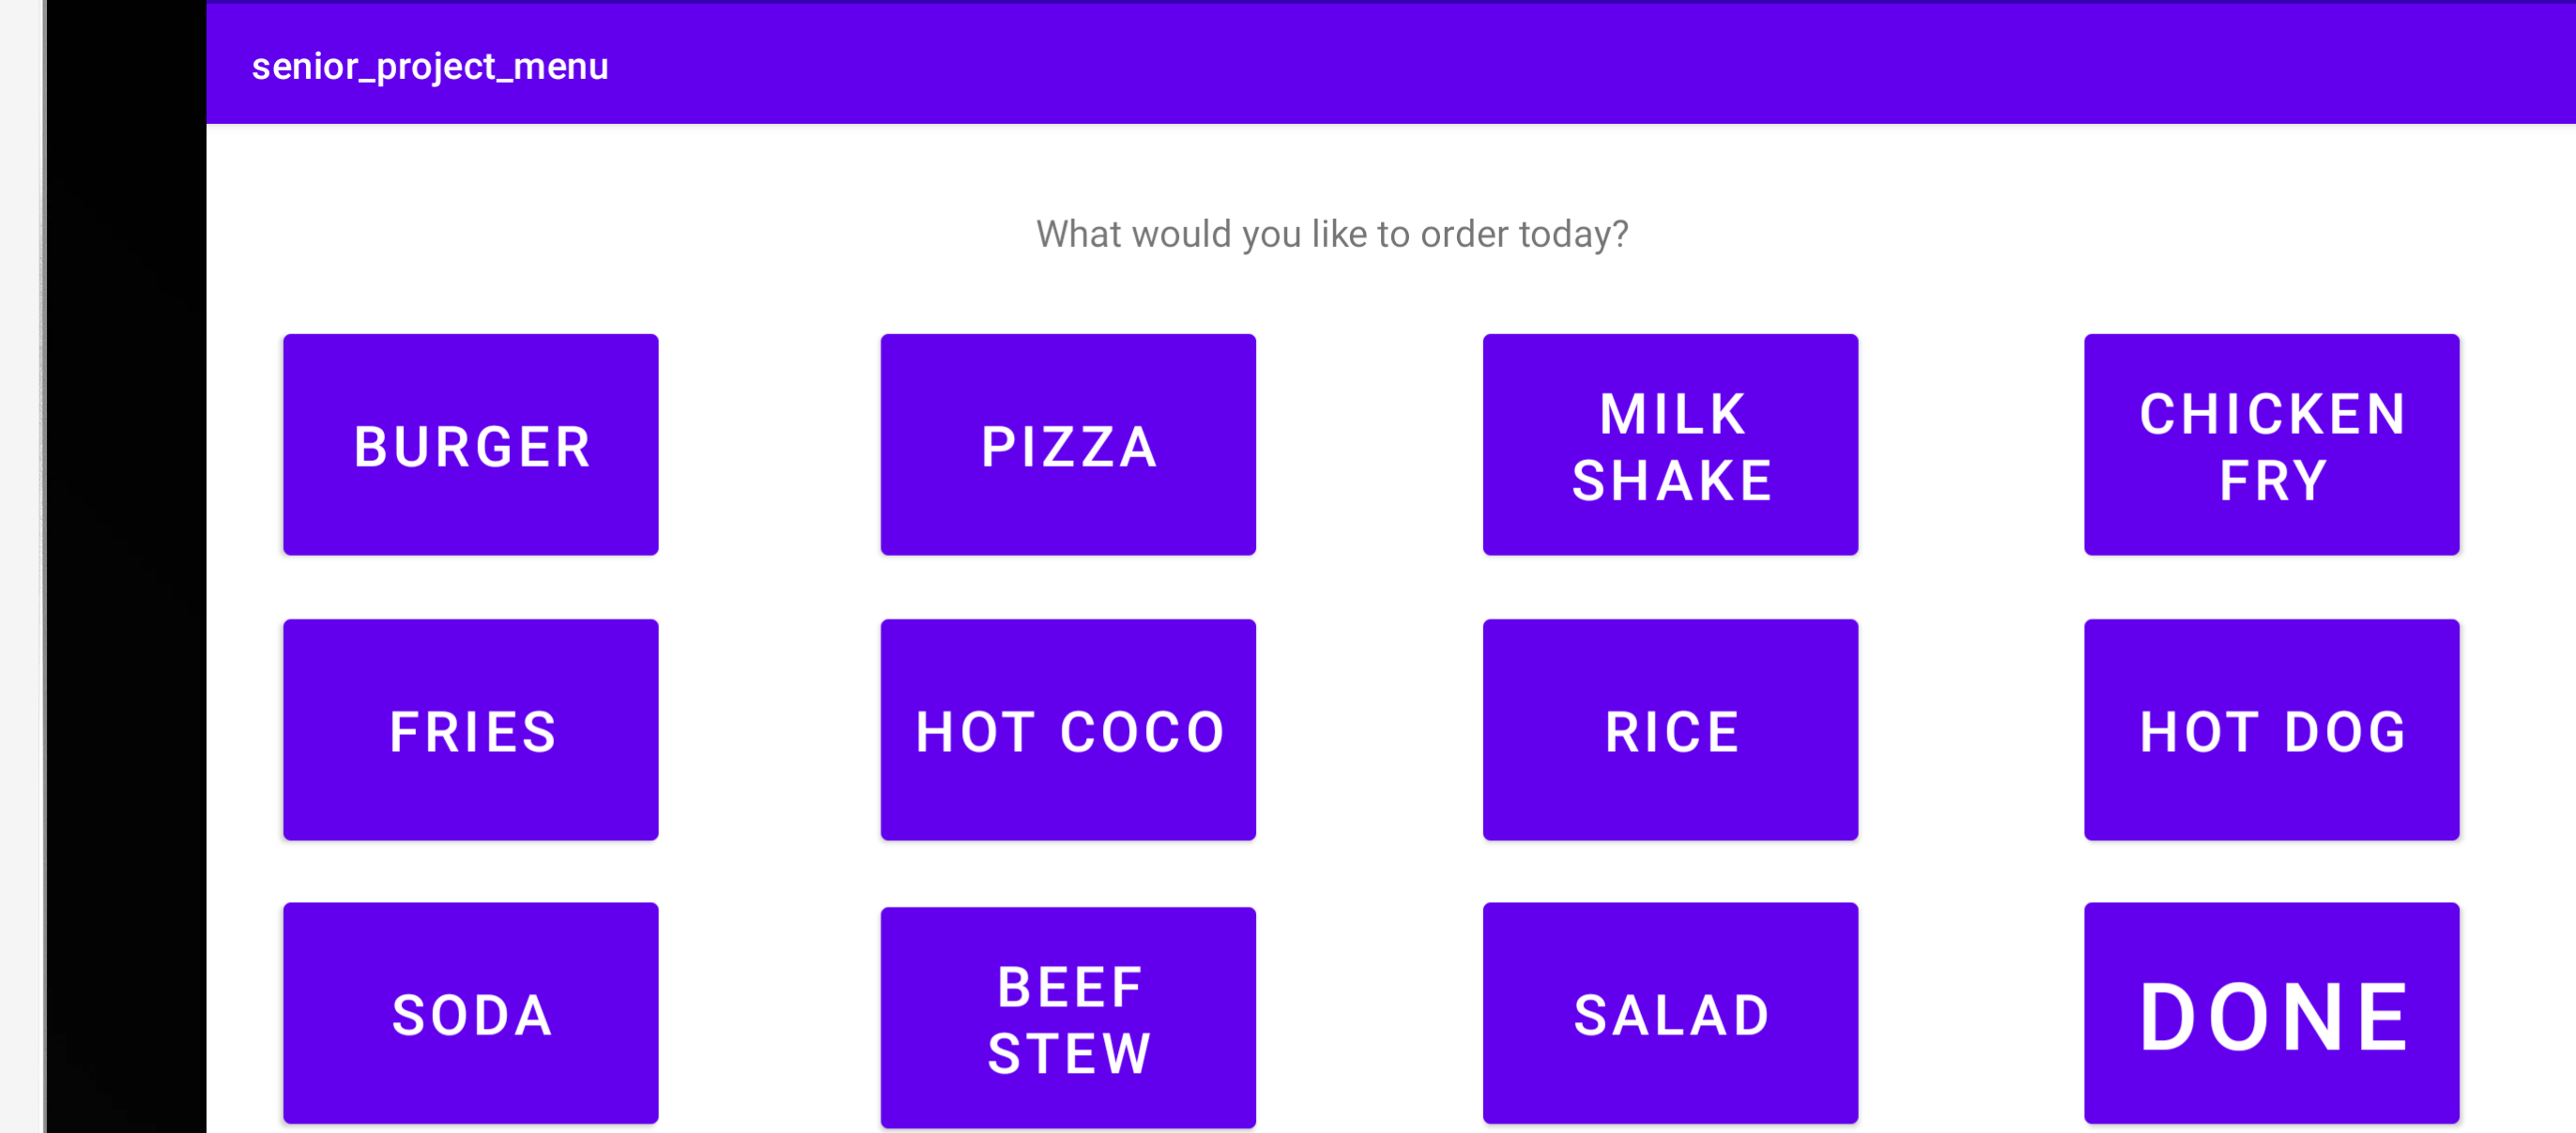 senior_project_menu
What would you like to order today?
BURGER
PIZZA
MILK
SHAKE
CHICKEN
FRY
FRIES
HOT COCO
RICE
HOT DOG
SODA
BEEF
STEW
SALAD
DONE